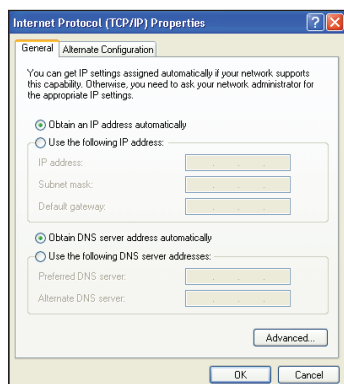 Internet Protocol (TCP/IP) Properties
General
Alternate Configuration
You can get IP settings assigned automatically if your network supports
this capability. Otherwise, you need to ask your network administrator for
the appropriate IP settings.
Obtain an IP address automatically
Use the following IP address:
IP address:
Subnet mask:
Default gateway:
Obtain DNS server address automatically
Use the following DNS server addresses:
Preferred DNS server:
Alternate DNS server:
Advanced...
OK
Cancel